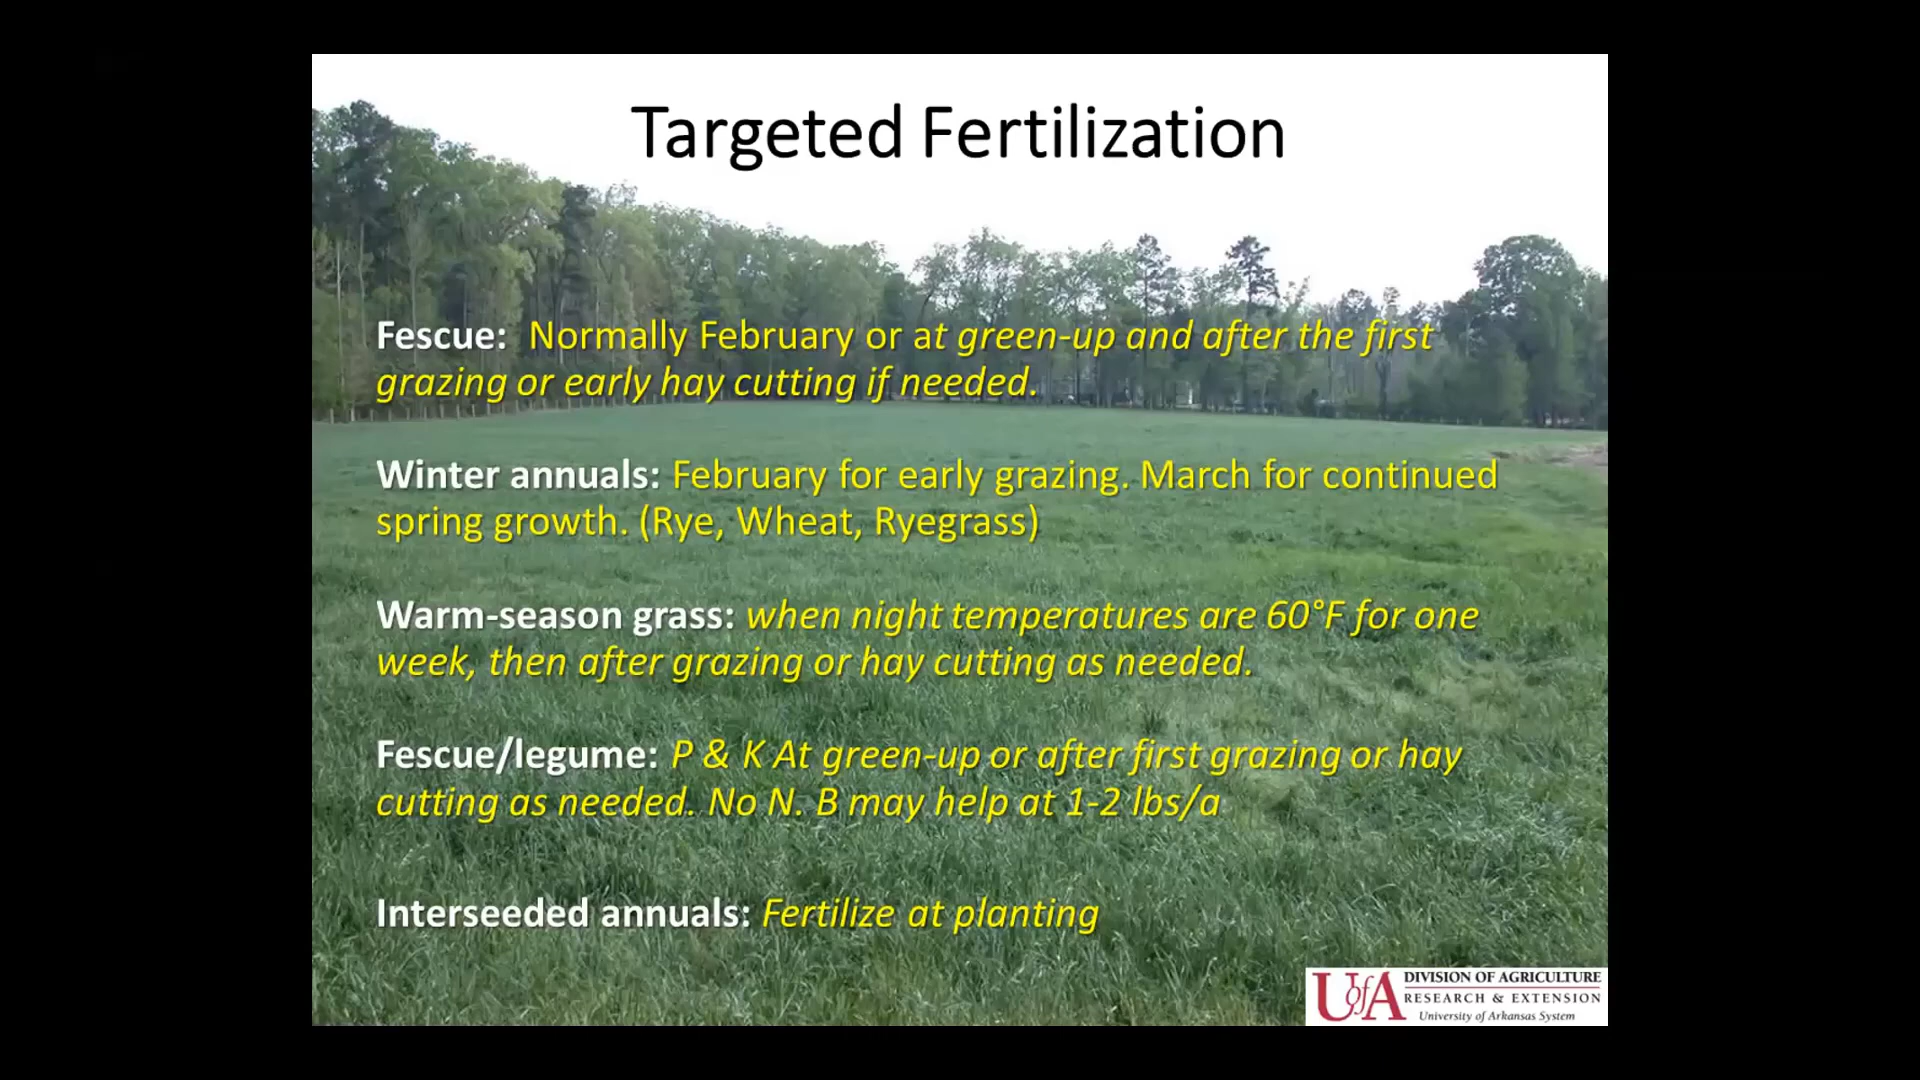 Targeted Fertilization
Fescue: Normally February or at green-up and after the first
grazing or early hay cutting if needed.
Winter annuals: February for early grazing. March for continued
spring growth. (Rye, Wheat, Ryegrass)
Warm-season grass: when night temperatures are 60°F for one
week, then after grazing or hay cutting as needed.
Fescue/legume: P & K At green-up or after first grazing or hay
cutting as needed. No N. B may help at 1-2 lbs/a
Interseeded annuals: Fertilize at planting
UofA DIVISION OF AGRICULTURE
RESEARCH & EXTENSION
University of Arkansas System